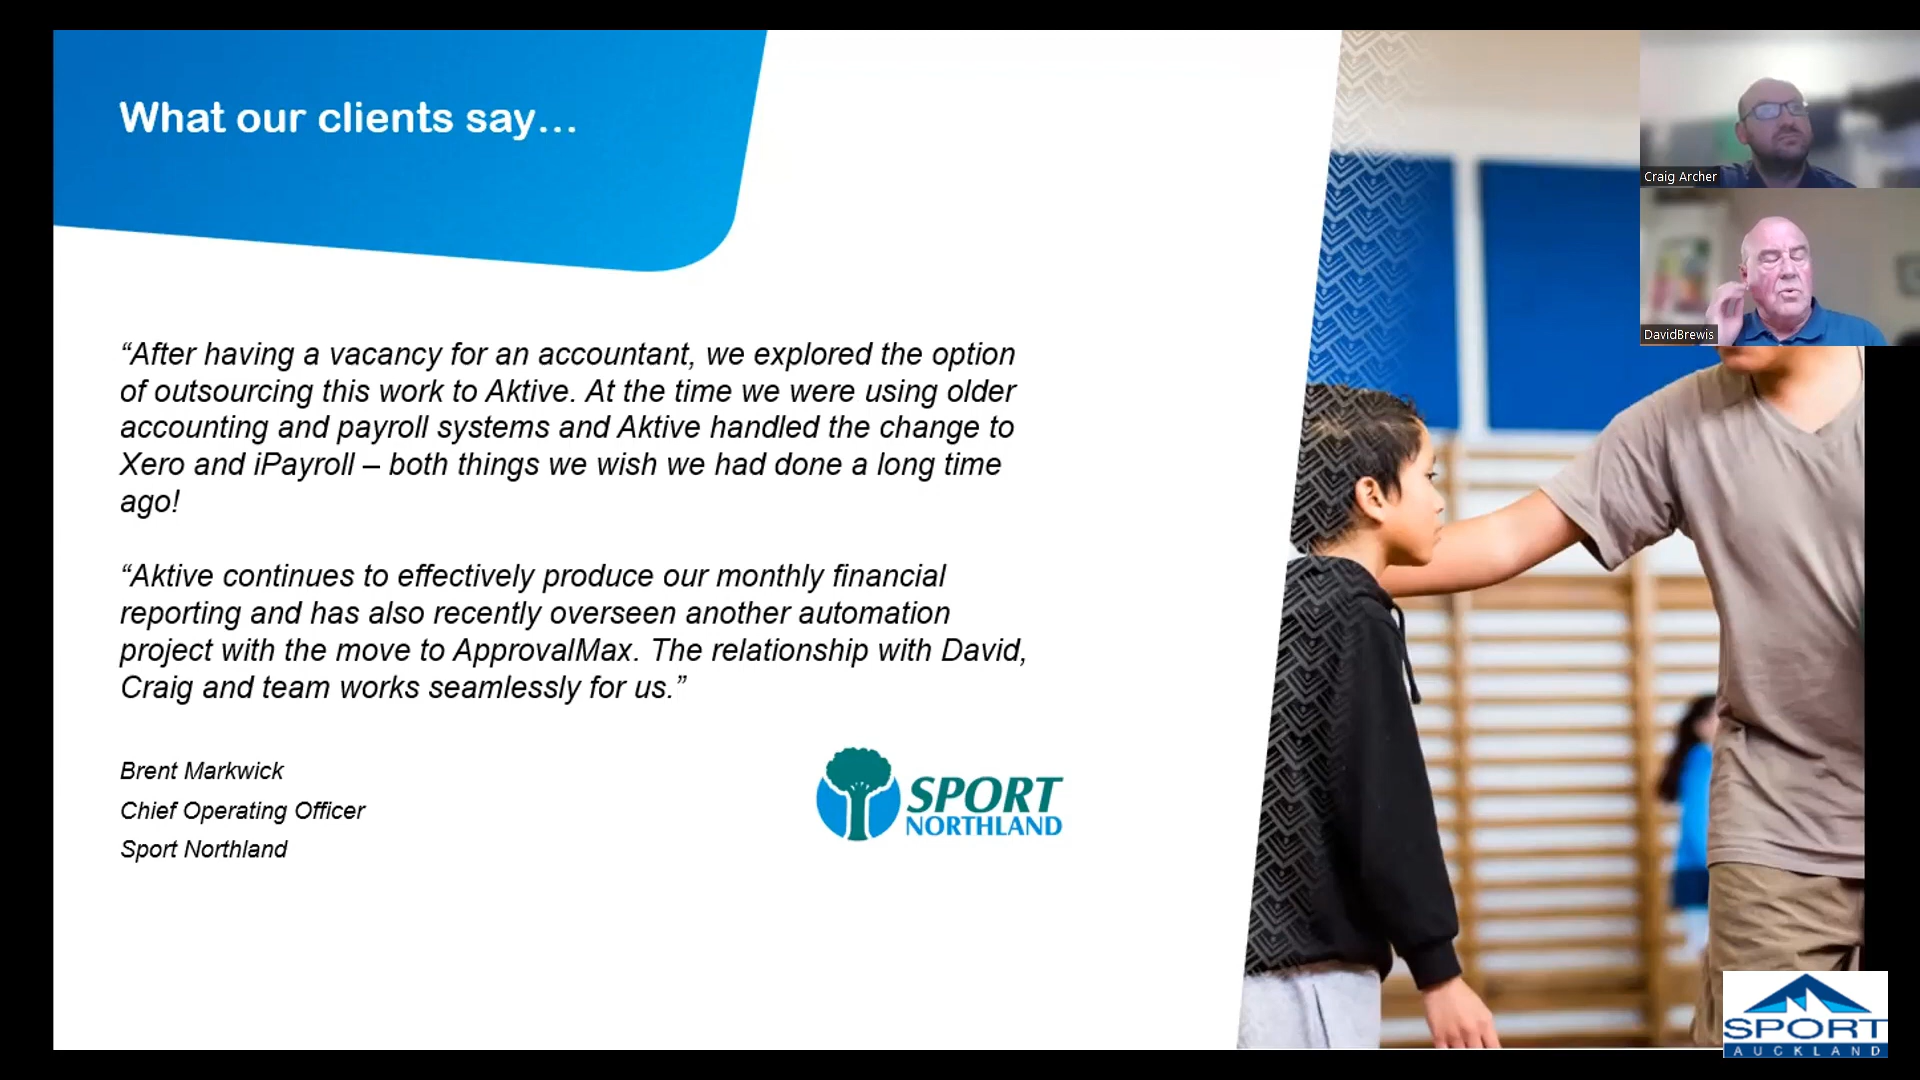 What our clients say…
Craig Archer
DavidBrewis
“After having a vacancy for an accountant, we explored the option
of outsourcing this work to Aktive. At the time we were using older
accounting and payroll systems and Aktive handled the change to
Xero and iPayroll – both things we wish we had done a long time
ago!
“Aktive continues to effectively produce our monthly financial
reporting and has also recently overseen another automation
project with the move to ApprovalMax. The relationship with David,
Craig and team works seamlessly for us.”
Brent Markwick
Chief Operating Officer
Sport Northland
SPORT
NORTHLAND
SPORT
AUCKLAND